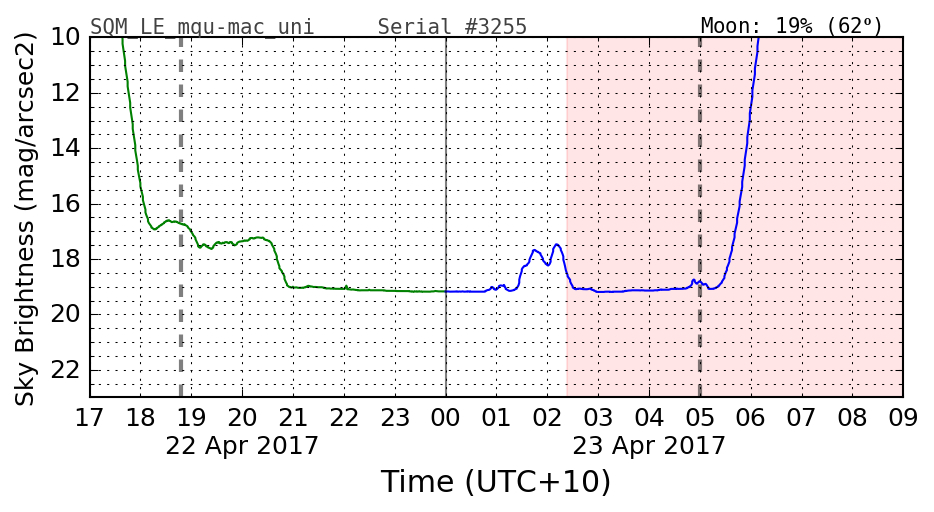 SQM_LE_mqu-mac_uni Serial #3255 Moon: 19% (62°)
Sky Brightness (mag/arcsec2)
10
12
14
16
18
20
22
17 18 19 20 21 22 23 00 01 02 03 04 05 06 07 08 09
22 Apr 2017 23 Apr 2017
Time (UTC+10)